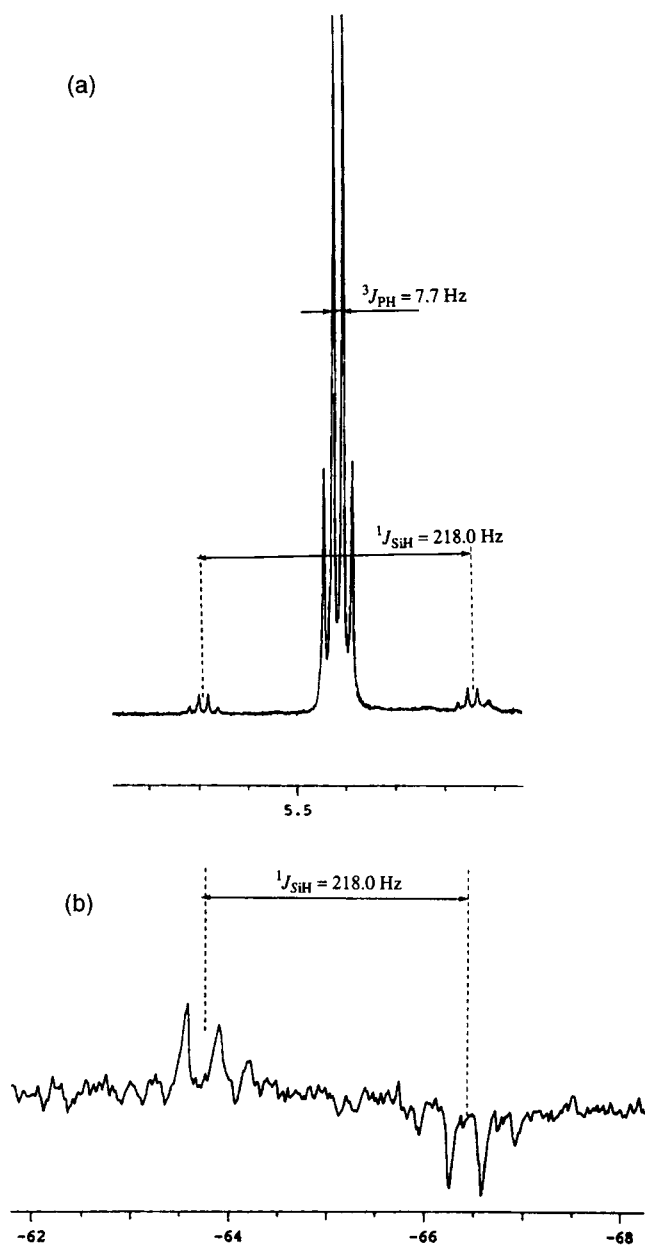 (a)
³J_PH = 7.7 Hz
¹J_SiH = 218.0 Hz
5.5
(b)
¹J_SiH = 218.0 Hz
-62 -64 -66 -68